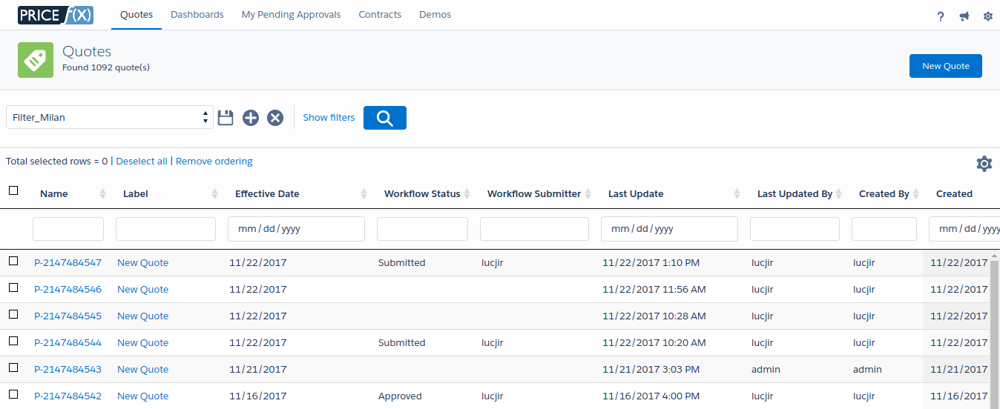 PRICE f(X) Quotes Dashboards My Pending Approvals Contracts Demos ?
Quotes
Found 1092 quote(s)
New Quote
Filter_Milan Show filters
Total selected rows = 0 | Deselect all | Remove ordering
Name Label Effective Date Workflow Status Workflow Submitter Last Update Last Updated By Created By Created
mm/dd/yyyy mm/dd/yyyy mm/dd/yyyy
P-2147484547 New Quote 11/22/2017 Submitted lucjir 11/22/2017 1:10 PM lucjir lucjir 11/22/2017
P-2147484546 New Quote 11/22/2017 11/22/2017 11:56 AM lucjir lucjir 11/22/2017
P-2147484545 New Quote 11/22/2017 11/22/2017 10:28 AM lucjir lucjir 11/22/2017
P-2147484544 New Quote 11/22/2017 Submitted lucjir 11/22/2017 10:20 AM lucjir lucjir 11/22/2017
P-2147484543 New Quote 11/21/2017 11/21/2017 3:03 PM admin admin 11/21/2017
P-2147484542 New Quote 11/16/2017 Approved lucjir 11/16/2017 4:00 PM lucjir lucjir 11/16/2017